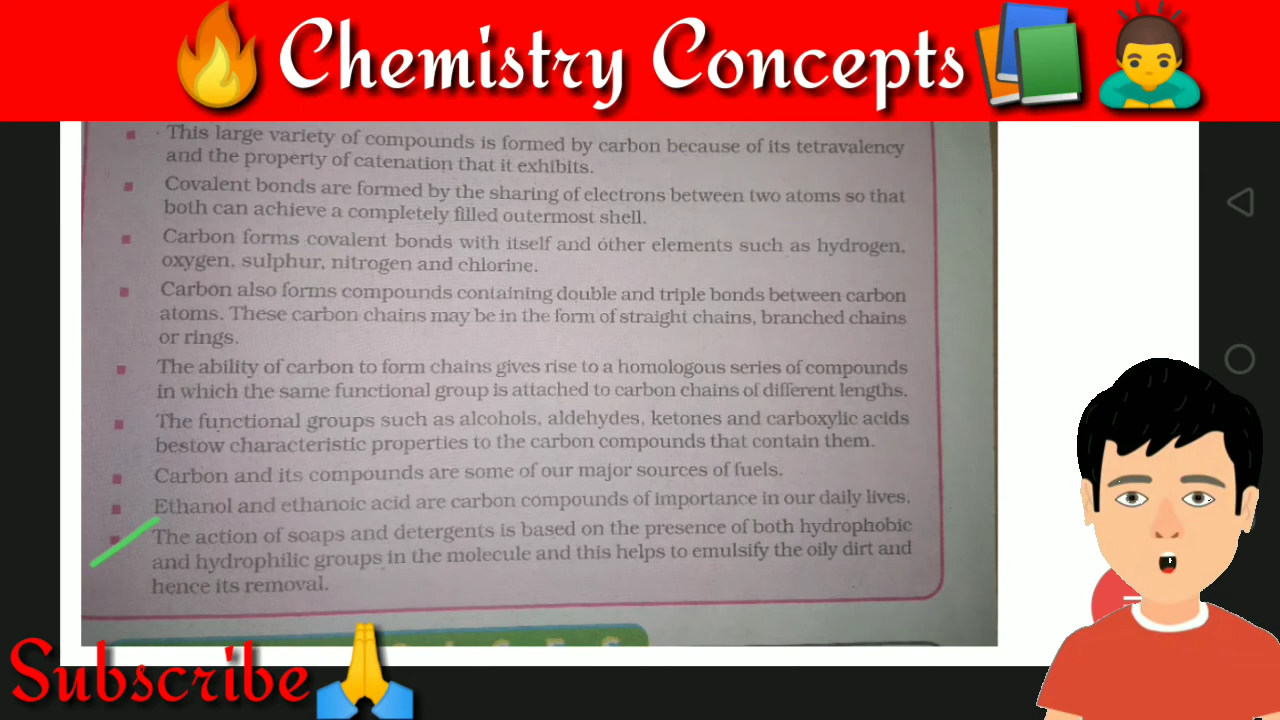 Chemistry Concepts
This large variety of compounds is formed by carbon because of its tetravalency
and the property of catenation that it exhibits.
Covalent bonds are formed by the sharing of electrons between two atoms so that
both can achieve a completely filled outermost shell.
Carbon forms covalent bonds with itself and other elements such as hydrogen,
oxygen, sulphur, nitrogen and chlorine.
Carbon also forms compounds containing double and triple bonds between carbon
atoms. These carbon chains may be in the form of straight chains, branched chains
or rings.
The ability of carbon to form chains gives rise to a homologous series of compounds
in which the same functional group is attached to carbon chains of different lengths.
The functional groups such as alcohols, aldehydes, ketones and carboxylic acids
bestow characteristic properties to the carbon compounds that contain them.
Carbon and its compounds are some of our major sources of fuels.
Ethanol and ethanoic acid are carbon compounds of importance in our daily lives.
The action of soaps and detergents is based on the presence of both hydrophobic
and hydrophilic groups in the molecule and this helps to emulsify the oily dirt and
hence its removal.
Subscribe